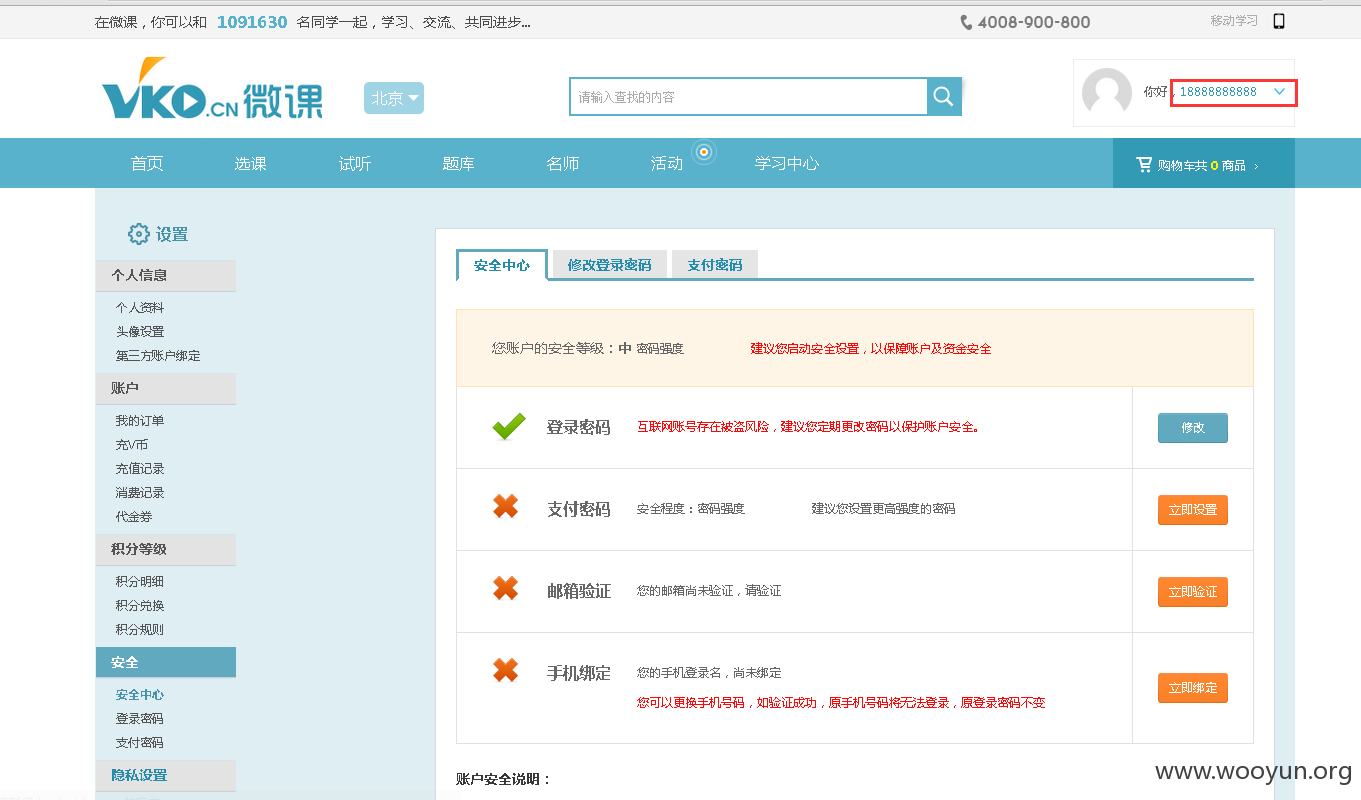 在微课，你可以和 1091630 名同学一起，学习、交流、共同进步...
4008-900-800
移动学习
VKO.CN微课
北京
请输入查找的内容
你好，18888888888
首页 选课 试听 题库 名师 活动 学习中心
购物车共 0 商品 ›
设置
个人信息
个人资料
头像设置
第三方账户绑定
账户
我的订单
充V币
充值记录
消费记录
代金券
积分等级
积分明细
积分兑换
积分规则
安全
安全中心
登录密码
支付密码
隐私设置
安全中心 修改登录密码 支付密码
您账户的安全等级：中 密码强度 建议您启动安全设置，以保障账户及资金安全
登录密码 互联网账号存在被盗风险，建议您定期更改密码以保护账户安全。 修改
支付密码 安全程度：密码强度 建议您设置更高强度的密码 立即设置
邮箱验证 您的邮箱尚未验证，请验证 立即验证
手机绑定 您的手机登录名，尚未绑定 立即绑定
您可以更换手机号码，如验证成功，原手机号码将无法登录，原登录密码不变
账户安全说明：
www.wooyun.org